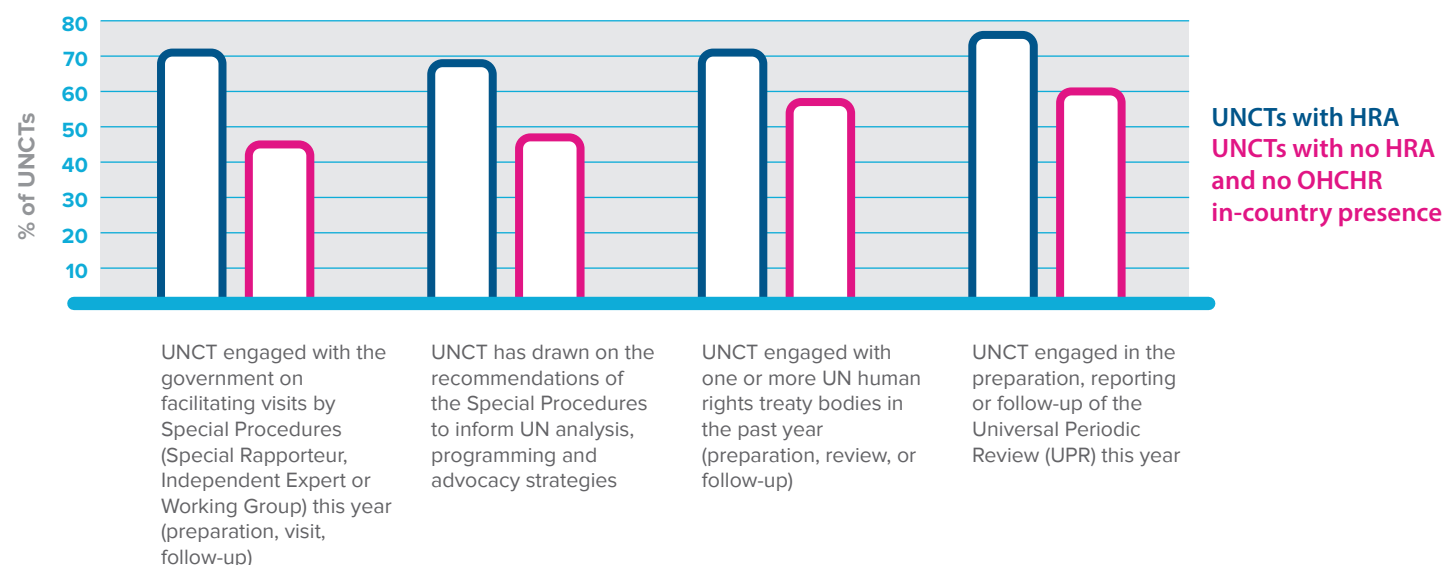 80
70
60
50
40
30
20
10
% of UNCTs
UNCTs with HRA
UNCTs with no HRA
and no OHCHR
in-country presence
UNCT engaged with the
government on
facilitating visits by
Special Procedures
(Special Rapporteur,
Independent Expert or
Working Group) this year
(preparation, visit,
follow-up)
UNCT has drawn on the
recommendations of
the Special Procedures
to inform UN analysis,
programming and
advocacy strategies
UNCT engaged with
one or more UN human
rights treaty bodies in
the past year
(preparation, review, or
follow-up)
UNCT engaged in the
preparation, reporting
or follow-up of the
Universal Periodic
Review (UPR) this year